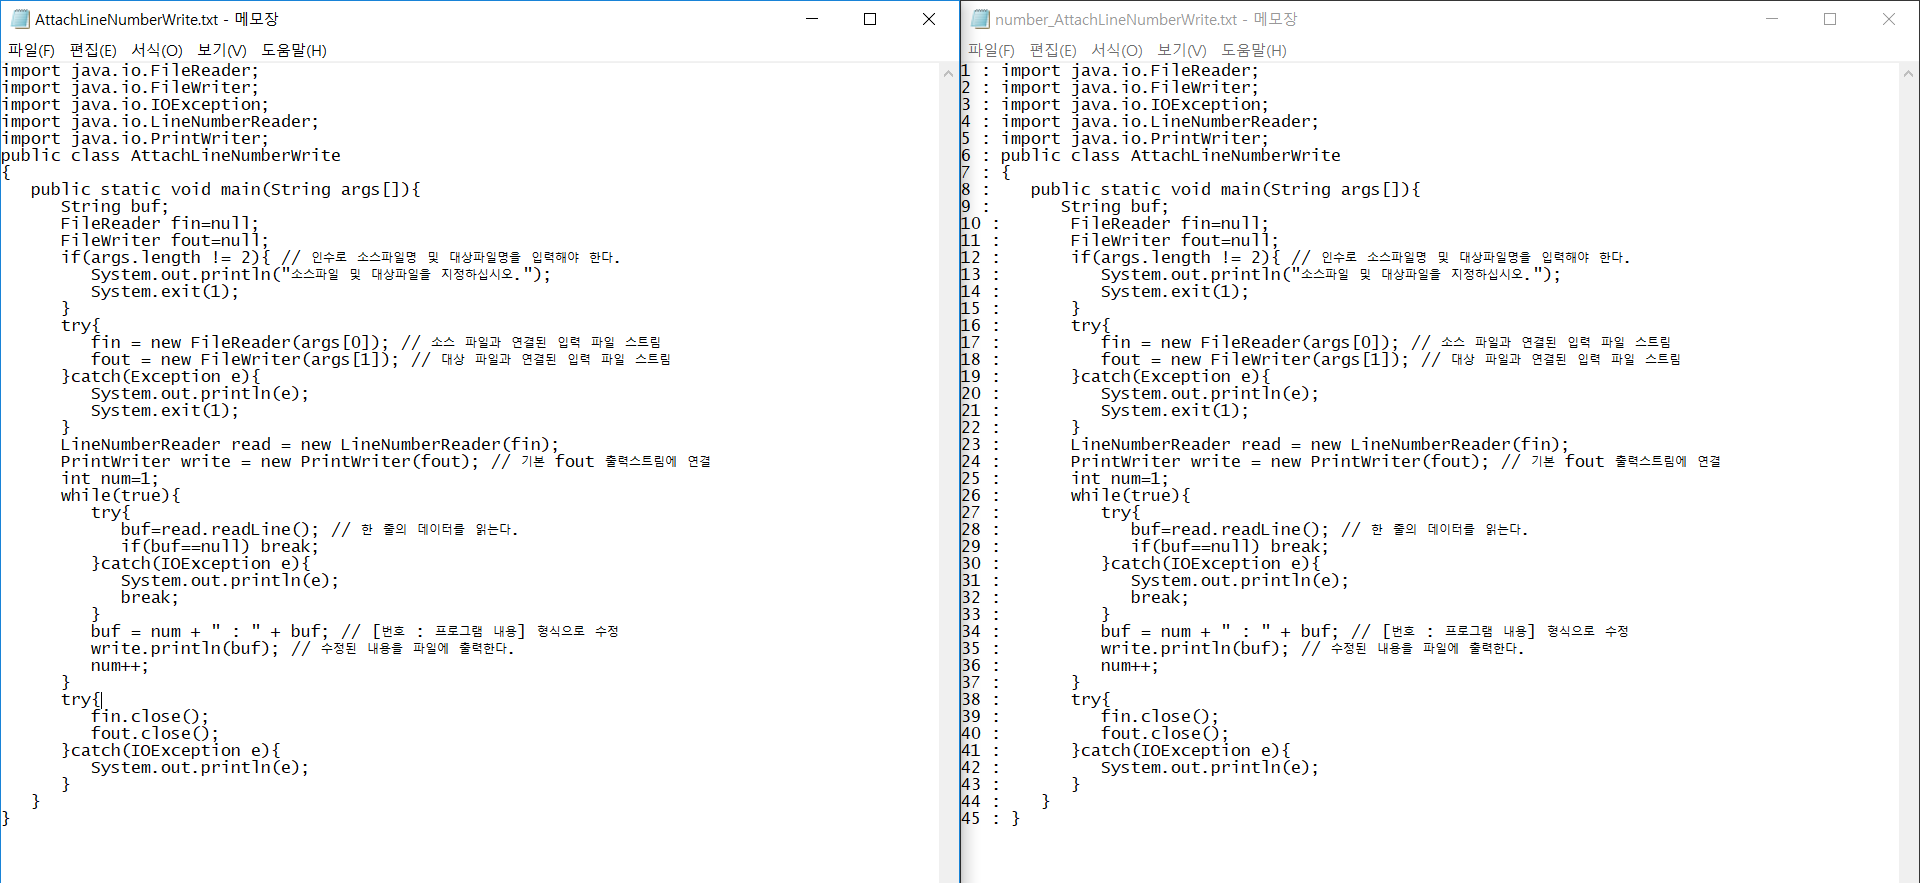 AttachLineNumberWrite.txt - 메모장
파일(F) 편집(E) 서식(O) 보기(V) 도움말(H)
import java.io.FileReader;
import java.io.FileWriter;
import java.io.IOException;
import java.io.LineNumberReader;
import java.io.PrintWriter;
public class AttachLineNumberWrite
{
   public static void main(String args[]){
      String buf;
      FileReader fin=null;
      FileWriter fout=null;
      if(args.length != 2){ // 인수로 소스파일명 및 대상파일명을 입력해야 한다.
         System.out.println("소스파일 및 대상파일을 지정하십시오.");
         System.exit(1);
      }
      try{
         fin = new FileReader(args[0]); // 소스 파일과 연결된 입력 파일 스트림
         fout = new FileWriter(args[1]); // 대상 파일과 연결된 입력 파일 스트림
      }catch(Exception e){
         System.out.println(e);
         System.exit(1);
      }
      LineNumberReader read = new LineNumberReader(fin);
      PrintWriter write = new PrintWriter(fout); // 기본 fout 출력스트림에 연결
      int num=1;
      while(true){
         try{
            buf=read.readLine(); // 한 줄의 데이터를 읽는다.
            if(buf==null) break;
         }catch(IOException e){
            System.out.println(e);
            break;
         }
         buf = num + " : " + buf; // [번호 : 프로그램 내용] 형식으로 수정
         write.println(buf); // 수정된 내용을 파일에 출력한다.
         num++;
      }
      try{
         fin.close();
         fout.close();
      }catch(IOException e){
         System.out.println(e);
      }
   }
}
number_AttachLineNumberWrite.txt - 메모장
파일(F) 편집(E) 서식(O) 보기(V) 도움말(H)
1 : import java.io.FileReader;
2 : import java.io.FileWriter;
3 : import java.io.IOException;
4 : import java.io.LineNumberReader;
5 : import java.io.PrintWriter;
6 : public class AttachLineNumberWrite
7 : {
8 :    public static void main(String args[]){
9 :       String buf;
10 :       FileReader fin=null;
11 :       FileWriter fout=null;
12 :       if(args.length != 2){ // 인수로 소스파일명 및 대상파일명을 입력해야 한다.
13 :          System.out.println("소스파일 및 대상파일을 지정하십시오.");
14 :          System.exit(1);
15 :       }
16 :       try{
17 :          fin = new FileReader(args[0]); // 소스 파일과 연결된 입력 파일 스트림
18 :          fout = new FileWriter(args[1]); // 대상 파일과 연결된 입력 파일 스트림
19 :       }catch(Exception e){
20 :          System.out.println(e);
21 :          System.exit(1);
22 :       }
23 :       LineNumberReader read = new LineNumberReader(fin);
24 :       PrintWriter write = new PrintWriter(fout); // 기본 fout 출력스트림에 연결
25 :       int num=1;
26 :       while(true){
27 :          try{
28 :             buf=read.readLine(); // 한 줄의 데이터를 읽는다.
29 :             if(buf==null) break;
30 :          }catch(IOException e){
31 :             System.out.println(e);
32 :             break;
33 :          }
34 :          buf = num + " : " + buf; // [번호 : 프로그램 내용] 형식으로 수정
35 :          write.println(buf); // 수정된 내용을 파일에 출력한다.
36 :          num++;
37 :       }
38 :       try{
39 :          fin.close();
40 :          fout.close();
41 :       }catch(IOException e){
42 :          System.out.println(e);
43 :       }
44 :    }
45 : }